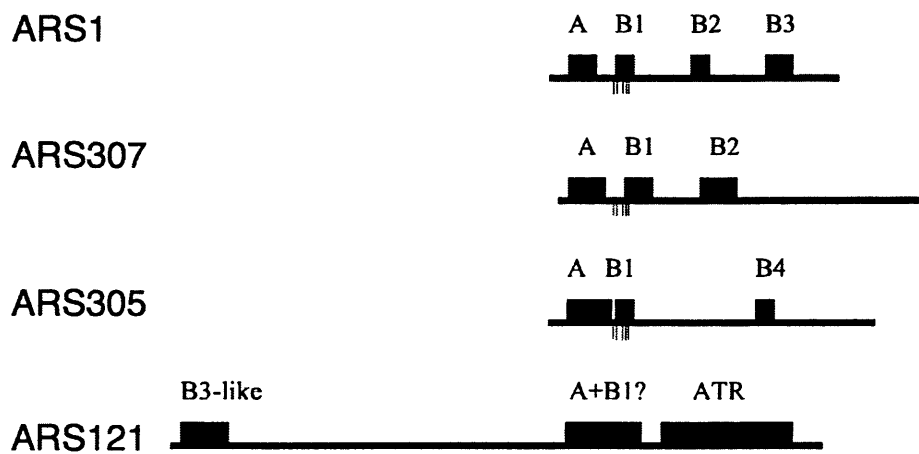 ARS1
A B1 B2 B3
ARS307
A B1 B2
ARS305
A B1 B4
B3-like A+B1? ATR
ARS121